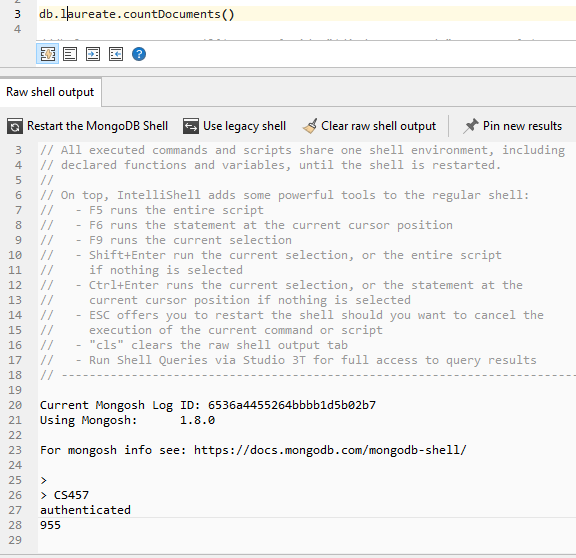 2
3 db.laureate.countDocuments()
4
Raw shell output
Restart the MongoDB Shell Use legacy shell Clear raw shell output Pin new results
3 // All executed commands and scripts share one shell environment, including
4 // declared functions and variables, until the shell is restarted.
5 //
6 // On top, IntelliShell adds some powerful tools to the regular shell:
7 //   - F5 runs the entire script
8 //   - F6 runs the statement at the current cursor position
9 //   - F9 runs the current selection
10 //   - Shift+Enter run the current selection, or the entire script
11 //     if nothing is selected
12 //   - Ctrl+Enter runs the current selection, or the statement at the
13 //     current cursor position if nothing is selected
14 //   - ESC offers you to restart the shell should you want to cancel the
15 //     execution of the current command or script
16 //   - "cls" clears the raw shell output tab
17 //   - Run Shell Queries via Studio 3T for full access to query results
18 // ------------------------------------------------------------------------
19
20 Current Mongosh Log ID: 6536a4455264bbbb1d5b02b7
21 Using Mongosh:      1.8.0
22
23 For mongosh info see: https://docs.mongodb.com/mongodb-shell/
24
25 >
26 > CS457
27 authenticated
28 955
29